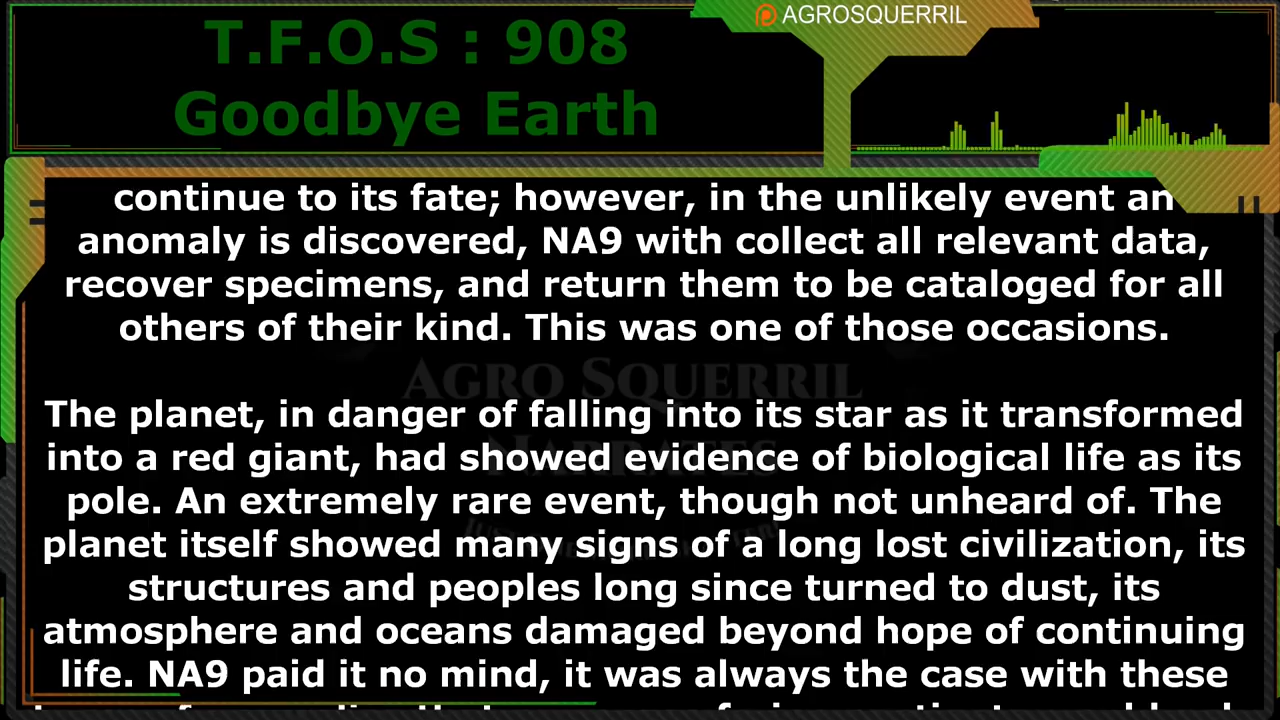 AGROSQUERRIL
T.F.O.S : 908
Goodbye Earth
continue to its fate; however, in the unlikely event an
anomaly is discovered, NA9 with collect all relevant data,
recover specimens, and return them to be cataloged for all
others of their kind. This was one of those occasions.
AGRO SQUERRIL
NARRATES
The planet, in danger of falling into its star as it transformed
into a red giant, had showed evidence of biological life as its
pole. An extremely rare event, though not unheard of. The
planet itself showed many signs of a long lost civilization, its
structures and peoples long since turned to dust, its
atmosphere and oceans damaged beyond hope of continuing
life. NA9 paid it no mind, it was always the case with these